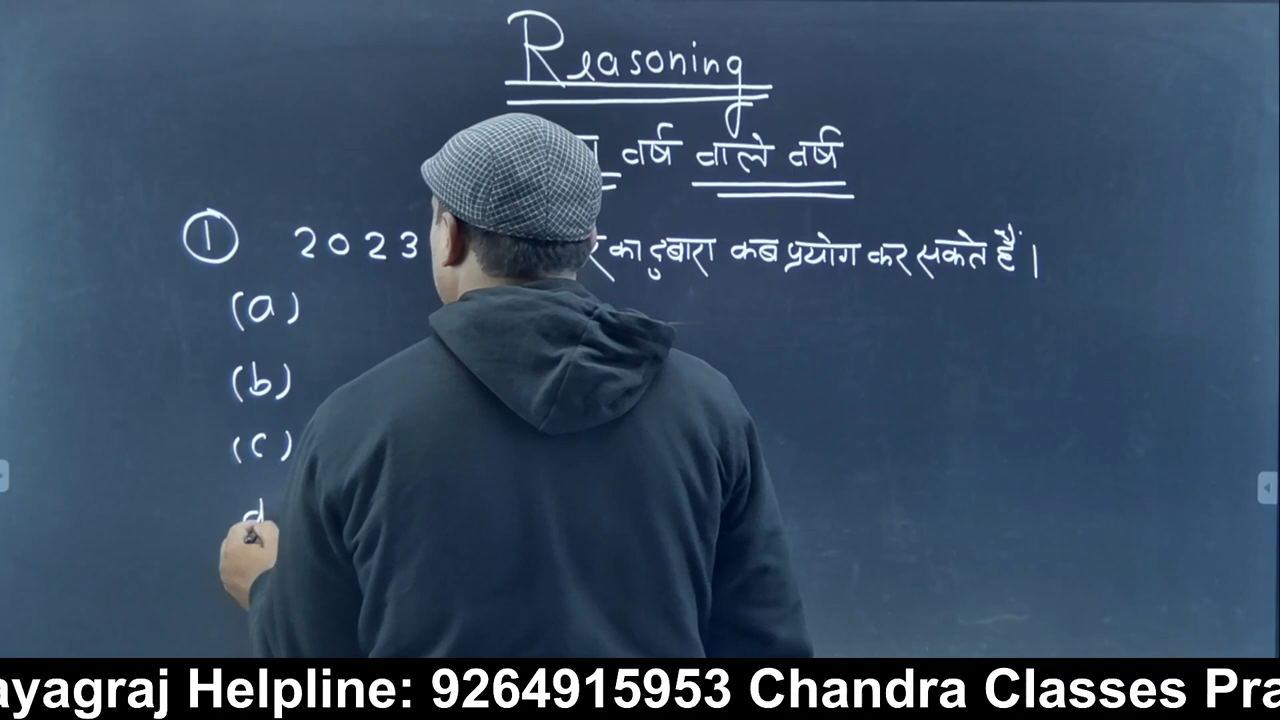 Reasoning
वर्ष वाले वर्ष
① 2023 का दुबारा कब प्रयोग कर सकते हैं।
(a)
(b)
(c)
d
ayagraj Helpline: 9264915953 Chandra Classes Pra